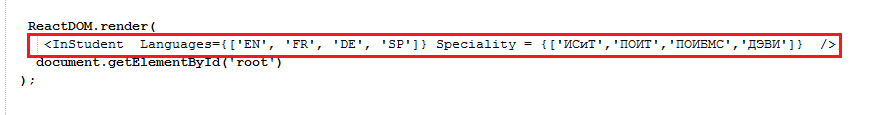 ReactDOM.render(
<InStudent Languages={['EN', 'FR', 'DE', 'SP']} Speciality = {['ИСиТ','ПОИТ','ПОИБМС','ДЭВИ']} />
document.getElementById('root')
);